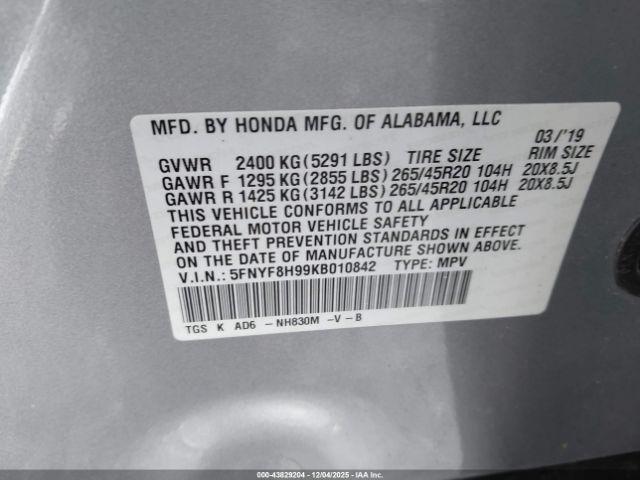 MFD. BY HONDA MFG. OF ALABAMA, LLC
03/'19
GVWR 2400 KG(5291 LBS) TIRE SIZE RIM SIZE
GAWR F 1295 KG(2855 LBS) 265/45R20 104H 20X8.5J
GAWR R 1425 KG(3142 LBS) 265/45R20 104H 20X8.5J
THIS VEHICLE CONFORMS TO ALL APPLICABLE
FEDERAL MOTOR VEHICLE SAFETY
AND THEFT PREVENTION STANDARDS IN EFFECT
ON THE DATE OF MANUFACTURE SHOWN ABOVE.
V.I.N.: 5FNYF8H99KB010842 TYPE: MPV
TGS K AD6 -NH830M -V-B
000-43829204 - 12/04/2025 - IAA Inc.